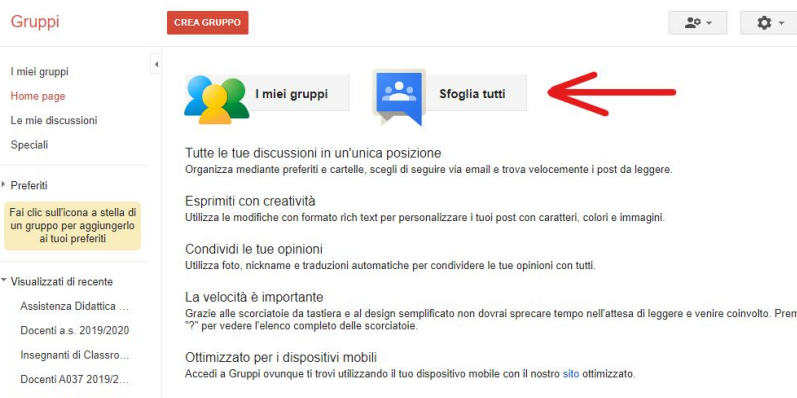 Gruppi
CREA GRUPPO
I miei gruppi
Home page
Le mie discussioni
Speciali
Preferiti
Fai clic sull'icona a stella di
un gruppo per aggiungerlo
ai tuoi preferiti
Visualizzati di recente
Assistenza Didattica ...
Docenti a.s. 2019/2020
Insegnanti di Classro...
Docenti A037 2019/2...
I miei gruppi
Sfoglia tutti
Tutte le tue discussioni in un'unica posizione
Organizza mediante preferiti e cartelle, scegli di seguire via email e trova velocemente i post da leggere.
Esprimiti con creatività
Utilizza le modifiche con formato rich text per personalizzare i tuoi post con caratteri, colori e immagini.
Condividi le tue opinioni
Utilizza foto, nickname e traduzioni automatiche per condividere le tue opinioni con tutti.
La velocità è importante
Grazie alle scorciatoie da tastiera e al design semplificato non dovrai sprecare tempo nell'attesa di leggere e venire coinvolto. Prem
"?" per vedere l'elenco completo delle scorciatoie.
Ottimizzato per i dispositivi mobili
Accedi a Gruppi ovunque ti trovi utilizzando il tuo dispositivo mobile con il nostro sito ottimizzato.